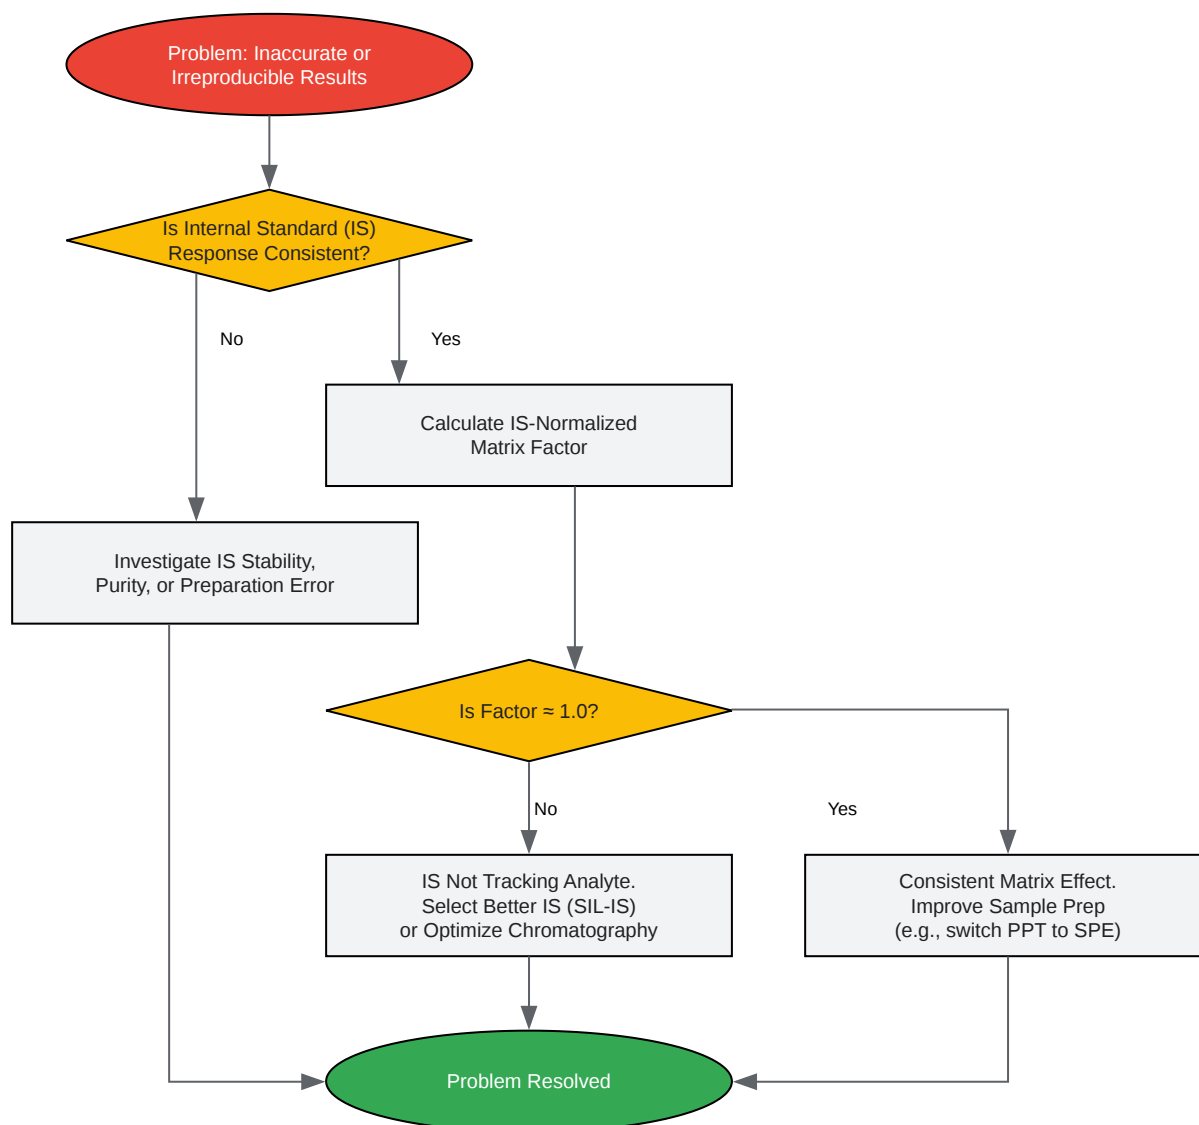 Problem: Inaccurate or
Irreproducible Results
Is Internal Standard (IS)
Response Consistent?
No
Yes
Calculate IS-Normalized
Matrix Factor
Investigate IS Stability,
Purity, or Preparation Error
Is Factor ≈ 1.0?
No
Yes
IS Not Tracking Analyte.
Select Better IS (SIL-IS)
or Optimize Chromatography
Consistent Matrix Effect.
Improve Sample Prep
(e.g., switch PPT to SPE)
Problem Resolved